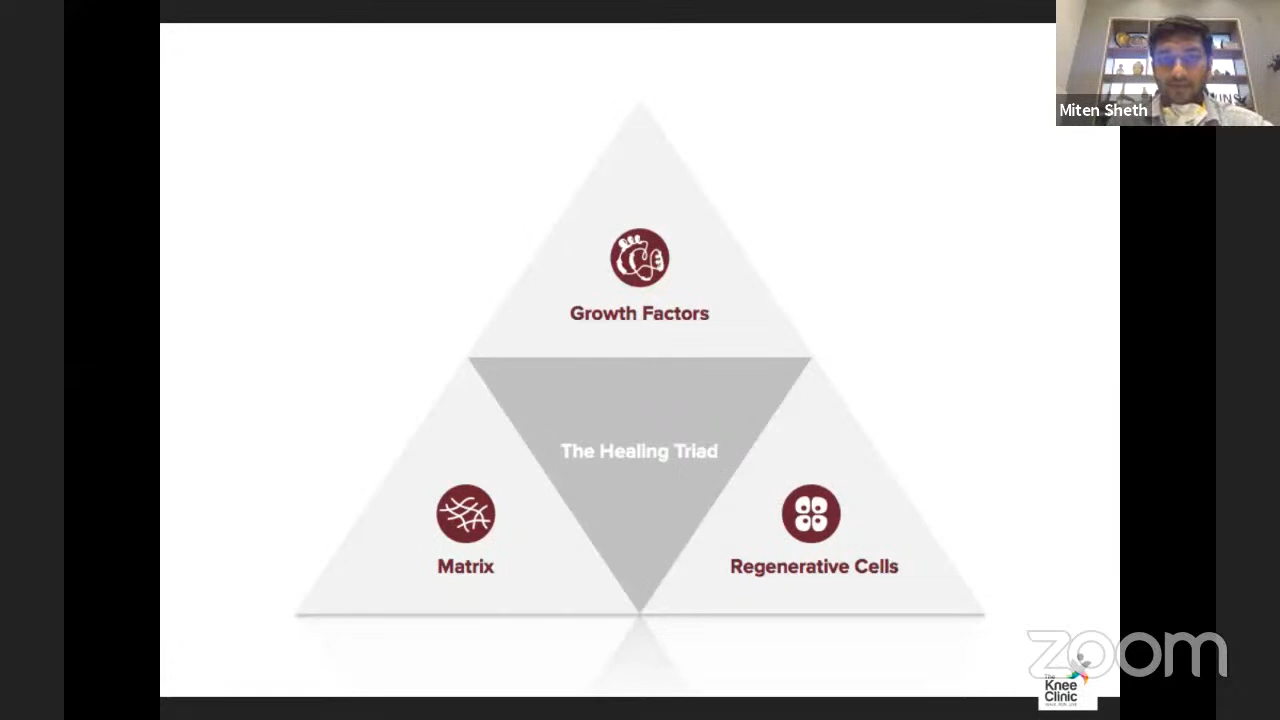 Miten Sheth
Growth Factors
The Healing Triad
Matrix
Regenerative Cells
zoom
The
Knee
Clinic